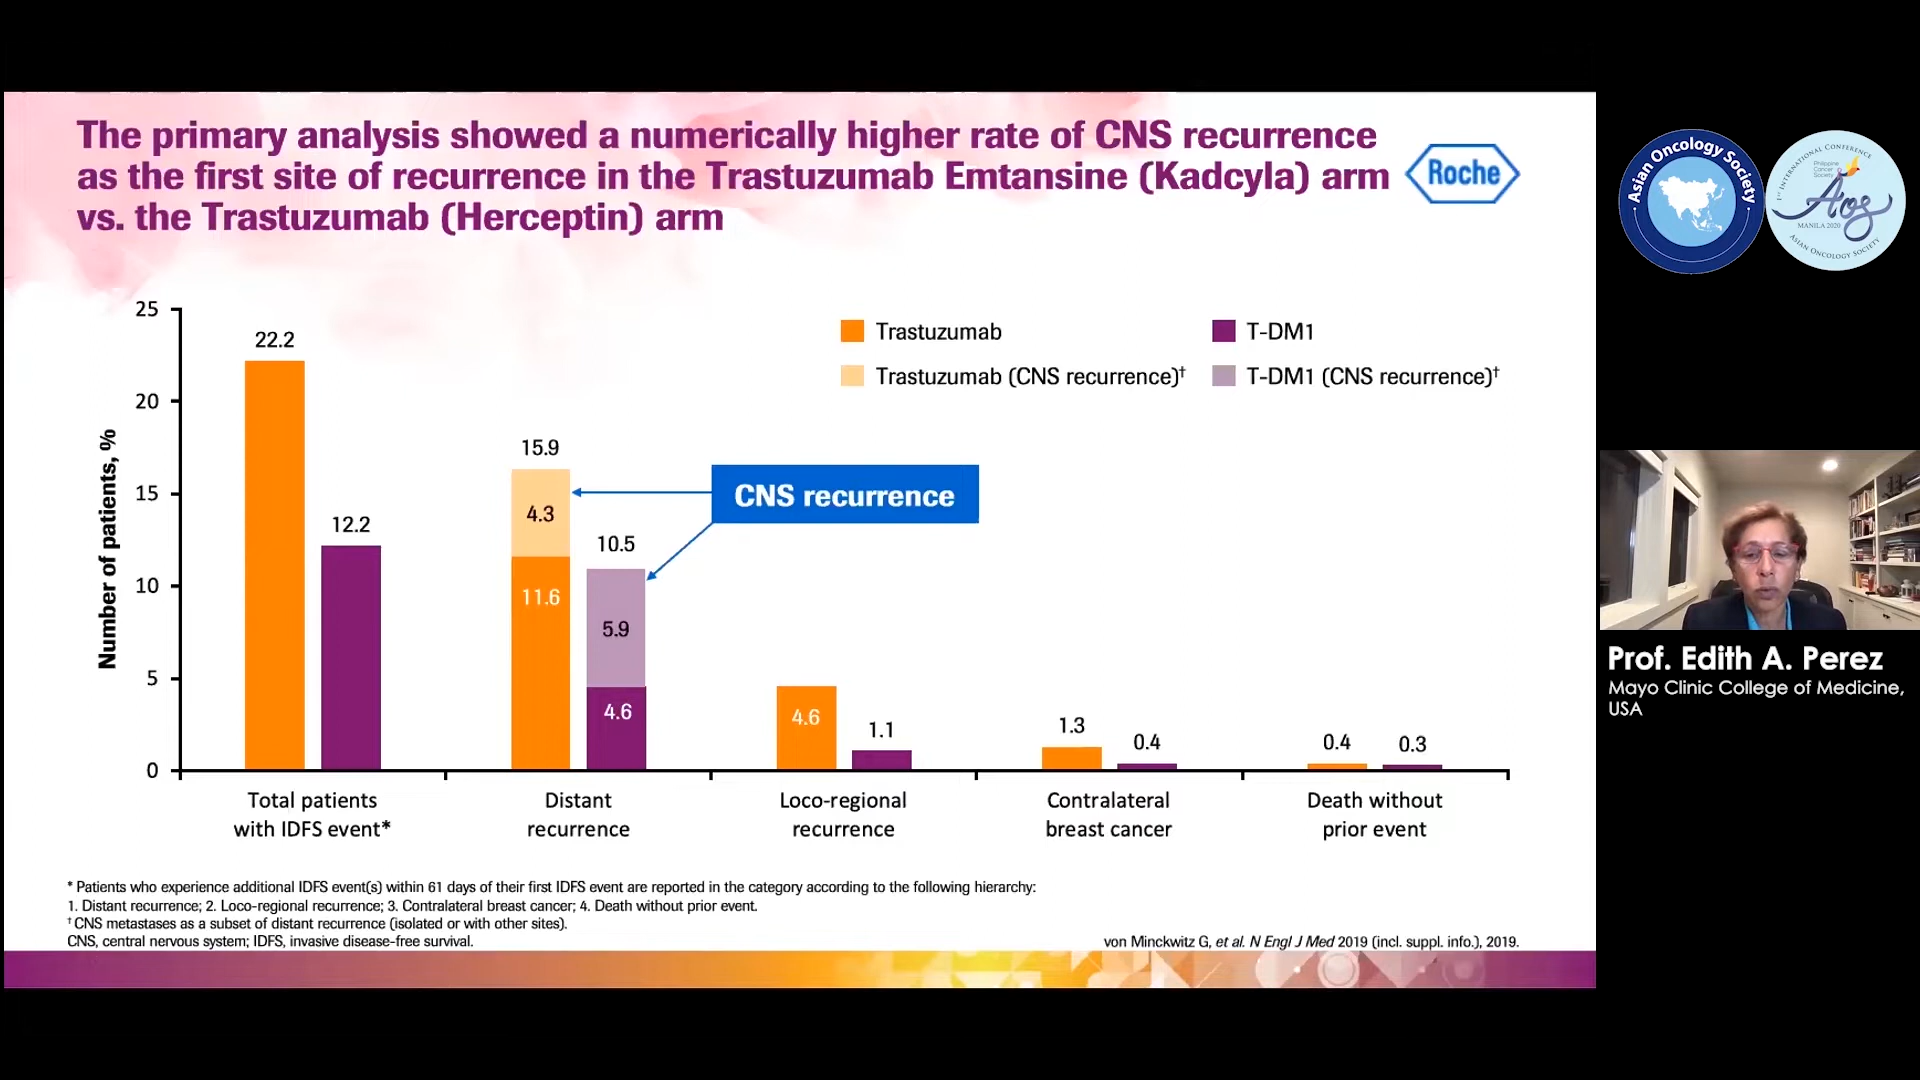 The primary analysis showed a numerically higher rate of CNS recurrence
as the first site of recurrence in the Trastuzumab Emtansine (Kadcyla) arm
vs. the Trastuzumab (Herceptin) arm
Roche
Asian Oncology Society
1st INTERNATIONAL CONFERENCE
Philippine
Cancer
Society
Aos
MANILA 2020
ASIAN ONCOLOGY SOCIETY
Number of patients, %
25
20
15
10
5
0
Trastuzumab
T-DM1
Trastuzumab (CNS recurrence)†
T-DM1 (CNS recurrence)†
22.2
12.2
15.9
4.3
11.6
10.5
5.9
4.6
CNS recurrence
4.6
1.1
1.3
0.4
0.4
0.3
Total patients
with IDFS event*
Distant
recurrence
Loco-regional
recurrence
Contralateral
breast cancer
Death without
prior event
* Patients who experience additional IDFS event(s) within 61 days of their first IDFS event are reported in the category according to the following hierarchy:
1. Distant recurrence; 2. Loco-regional recurrence; 3. Contralateral breast cancer; 4. Death without prior event.
† CNS metastases as a subset of distant recurrence (isolated or with other sites).
CNS, central nervous system; IDFS, invasive disease-free survival.
von Minckwitz G, et al. N Engl J Med 2019 (incl. suppl. info.), 2019.
Prof. Edith A. Perez
Mayo Clinic College of Medicine,
USA